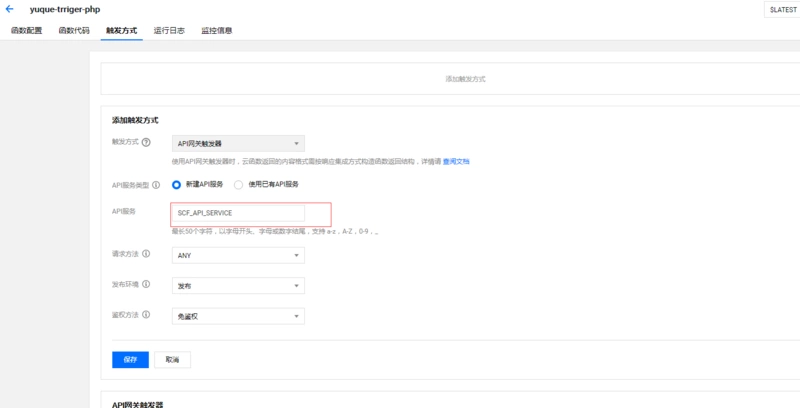 yuque-trriger-php
$LATEST
函数配置 函数代码 触发方式 运行日志 监控信息
添加触发方式
添加触发方式
触发方式 API网关触发器
使用API网关触发器时，云函数返回的内容格式需按响应集成方式构造函数返回结构，详情请 查阅文档
API服务类型 新建API服务 使用已有API服务
API服务 SCF_API_SERVICE
最长50个字符，以字母开头、字母或数字结尾，支持 a-z，A-Z，0-9，_
请求方法 ANY
发布环境 发布
鉴权方法 免鉴权
保存 取消
API网关触发器